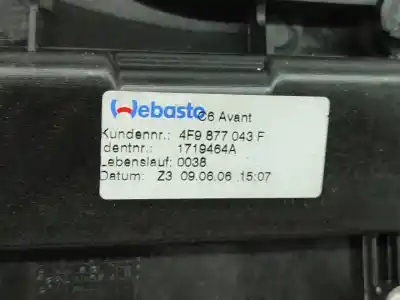 Webasto C6 Avant
Kundennr.: 4F9 877 043 F
dentnr.: 1719464A
Lebenslauf: 0038
Datum: Z3 09.06.06 15:07